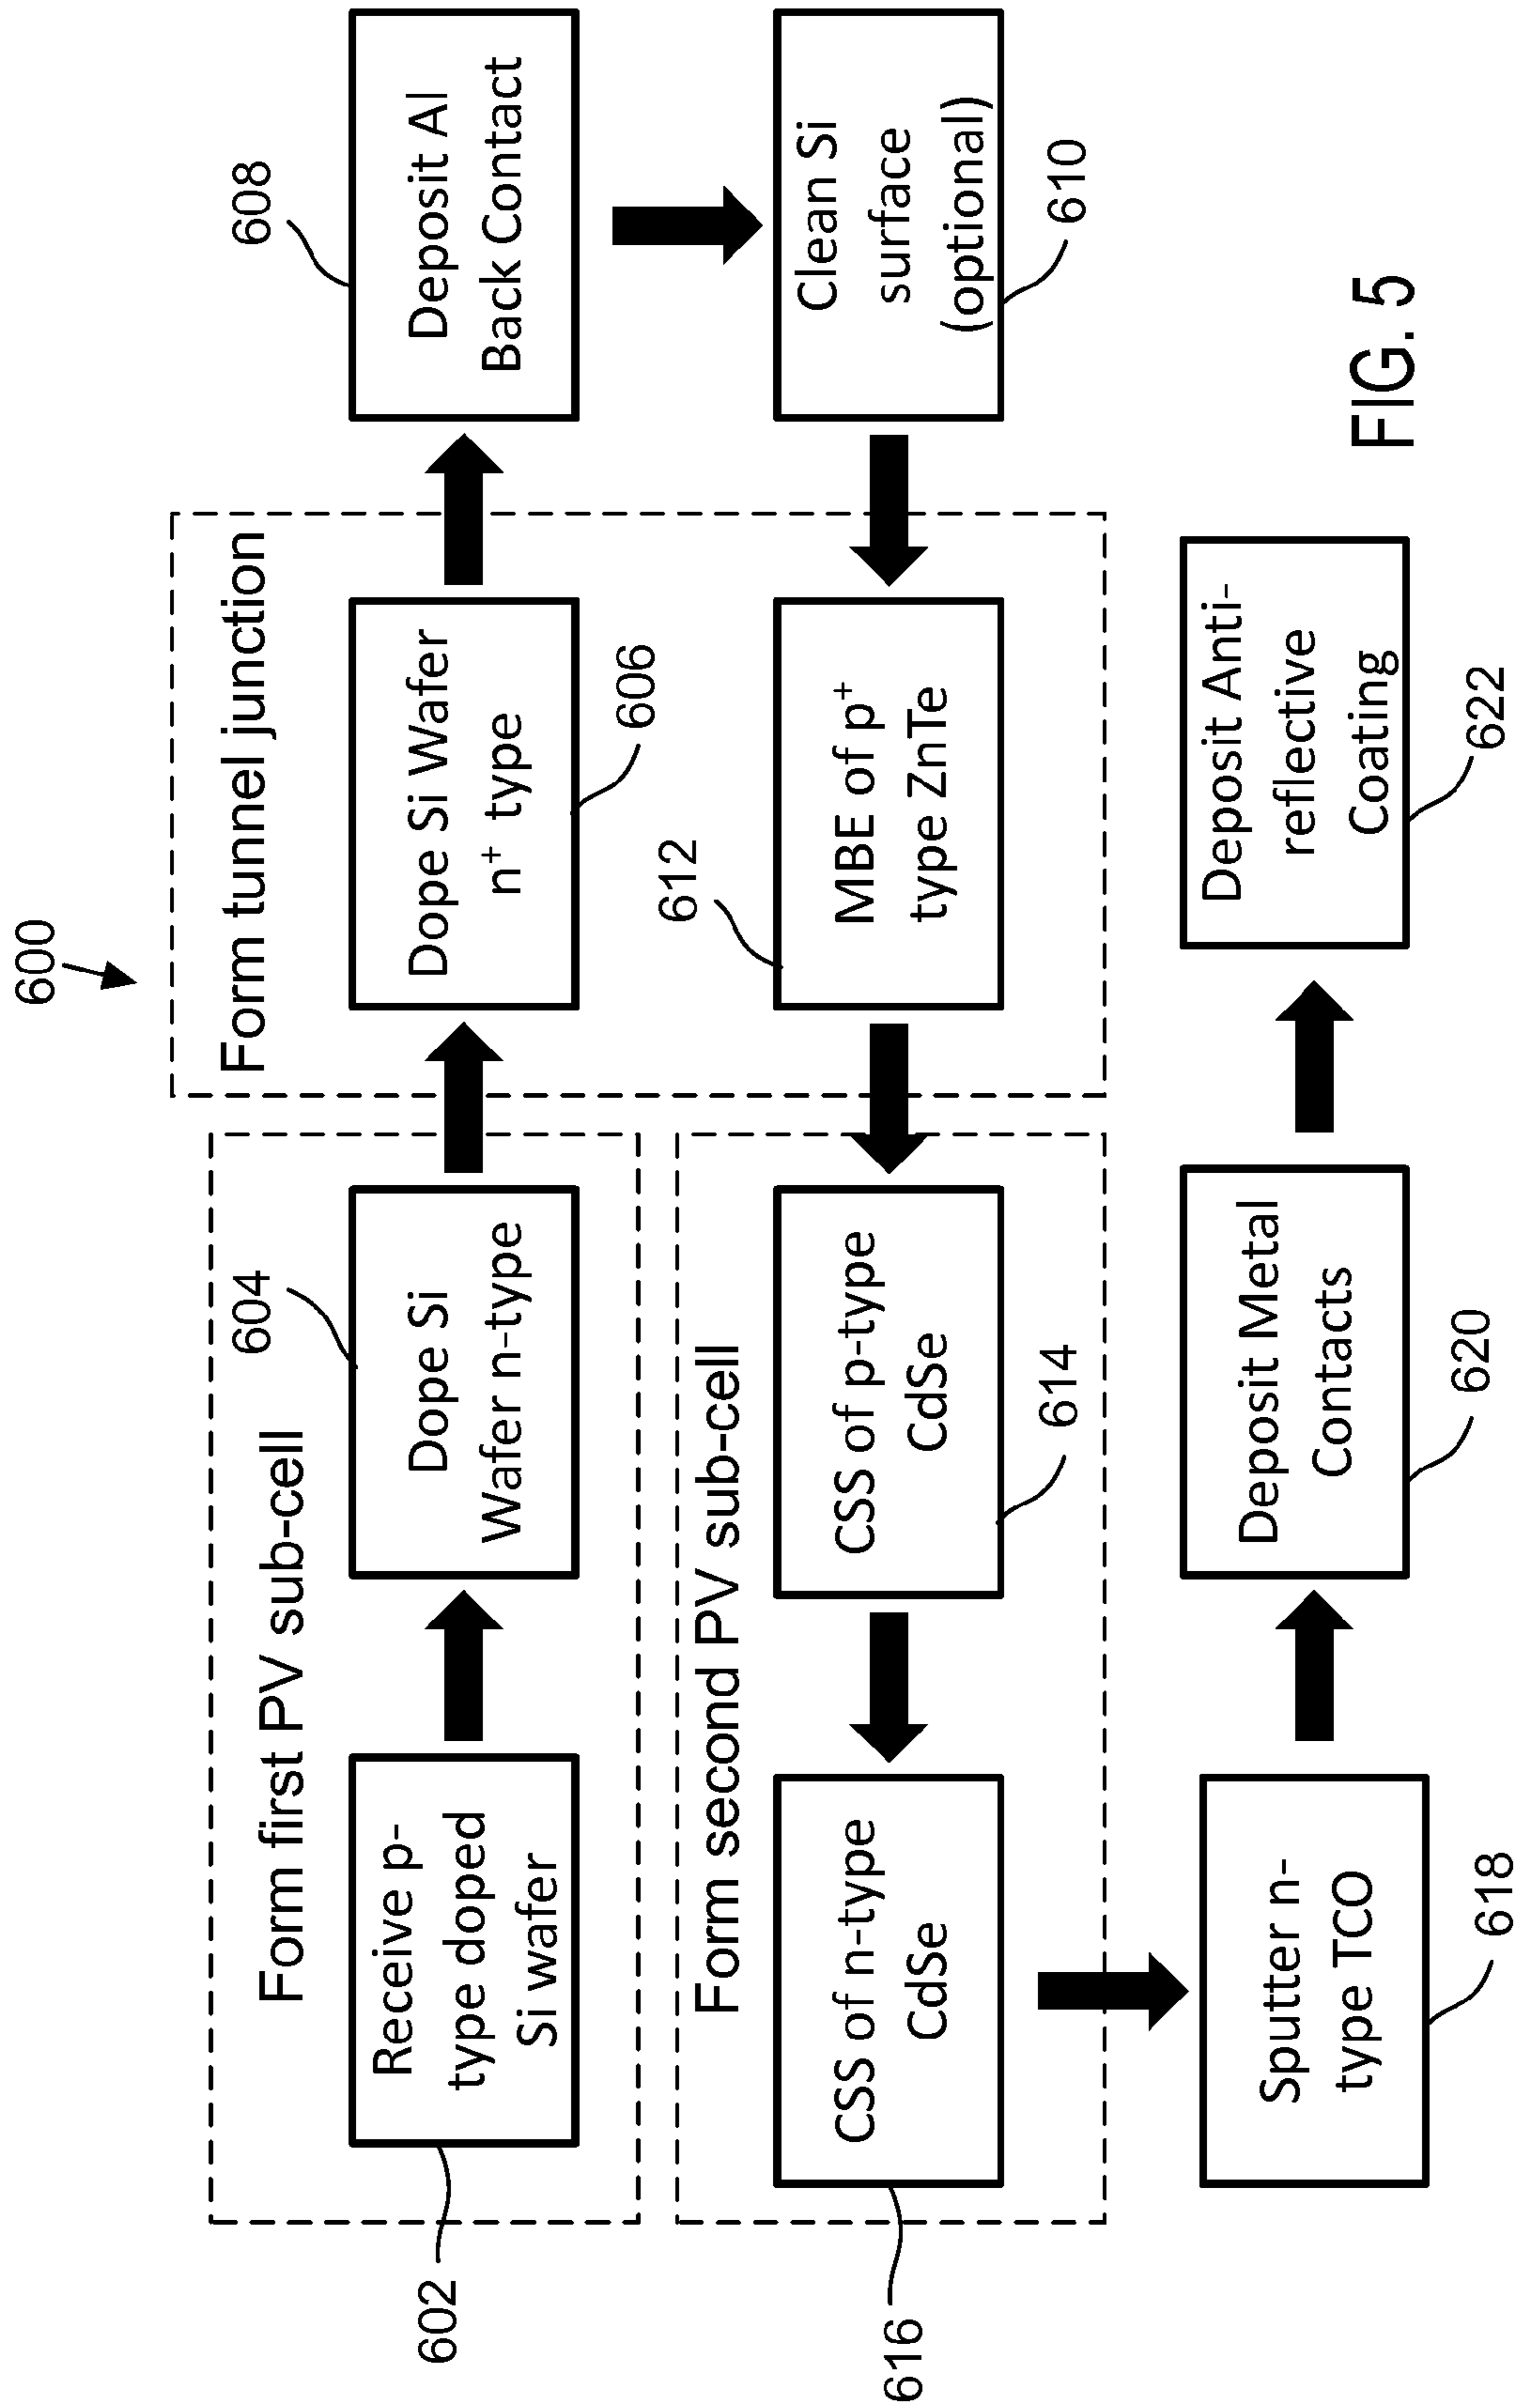 600
Form first PV sub-cell
Form tunnel junction
602
Receive p-
type doped
Si wafer
604
Dope Si
Wafer n-type
606
Dope Si Wafer
n⁺ type
608
Deposit Al
Back Contact
Form second PV sub-cell
616
CSS of n-type
CdSe
614
CSS of p-type
CdSe
612
MBE of p⁺
type ZnTe
610
Clean Si
surface
(optional)
618
Sputter n-
type TCO
620
Deposit Metal
Contacts
622
Deposit Anti-
reflective
Coating
FIG. 5